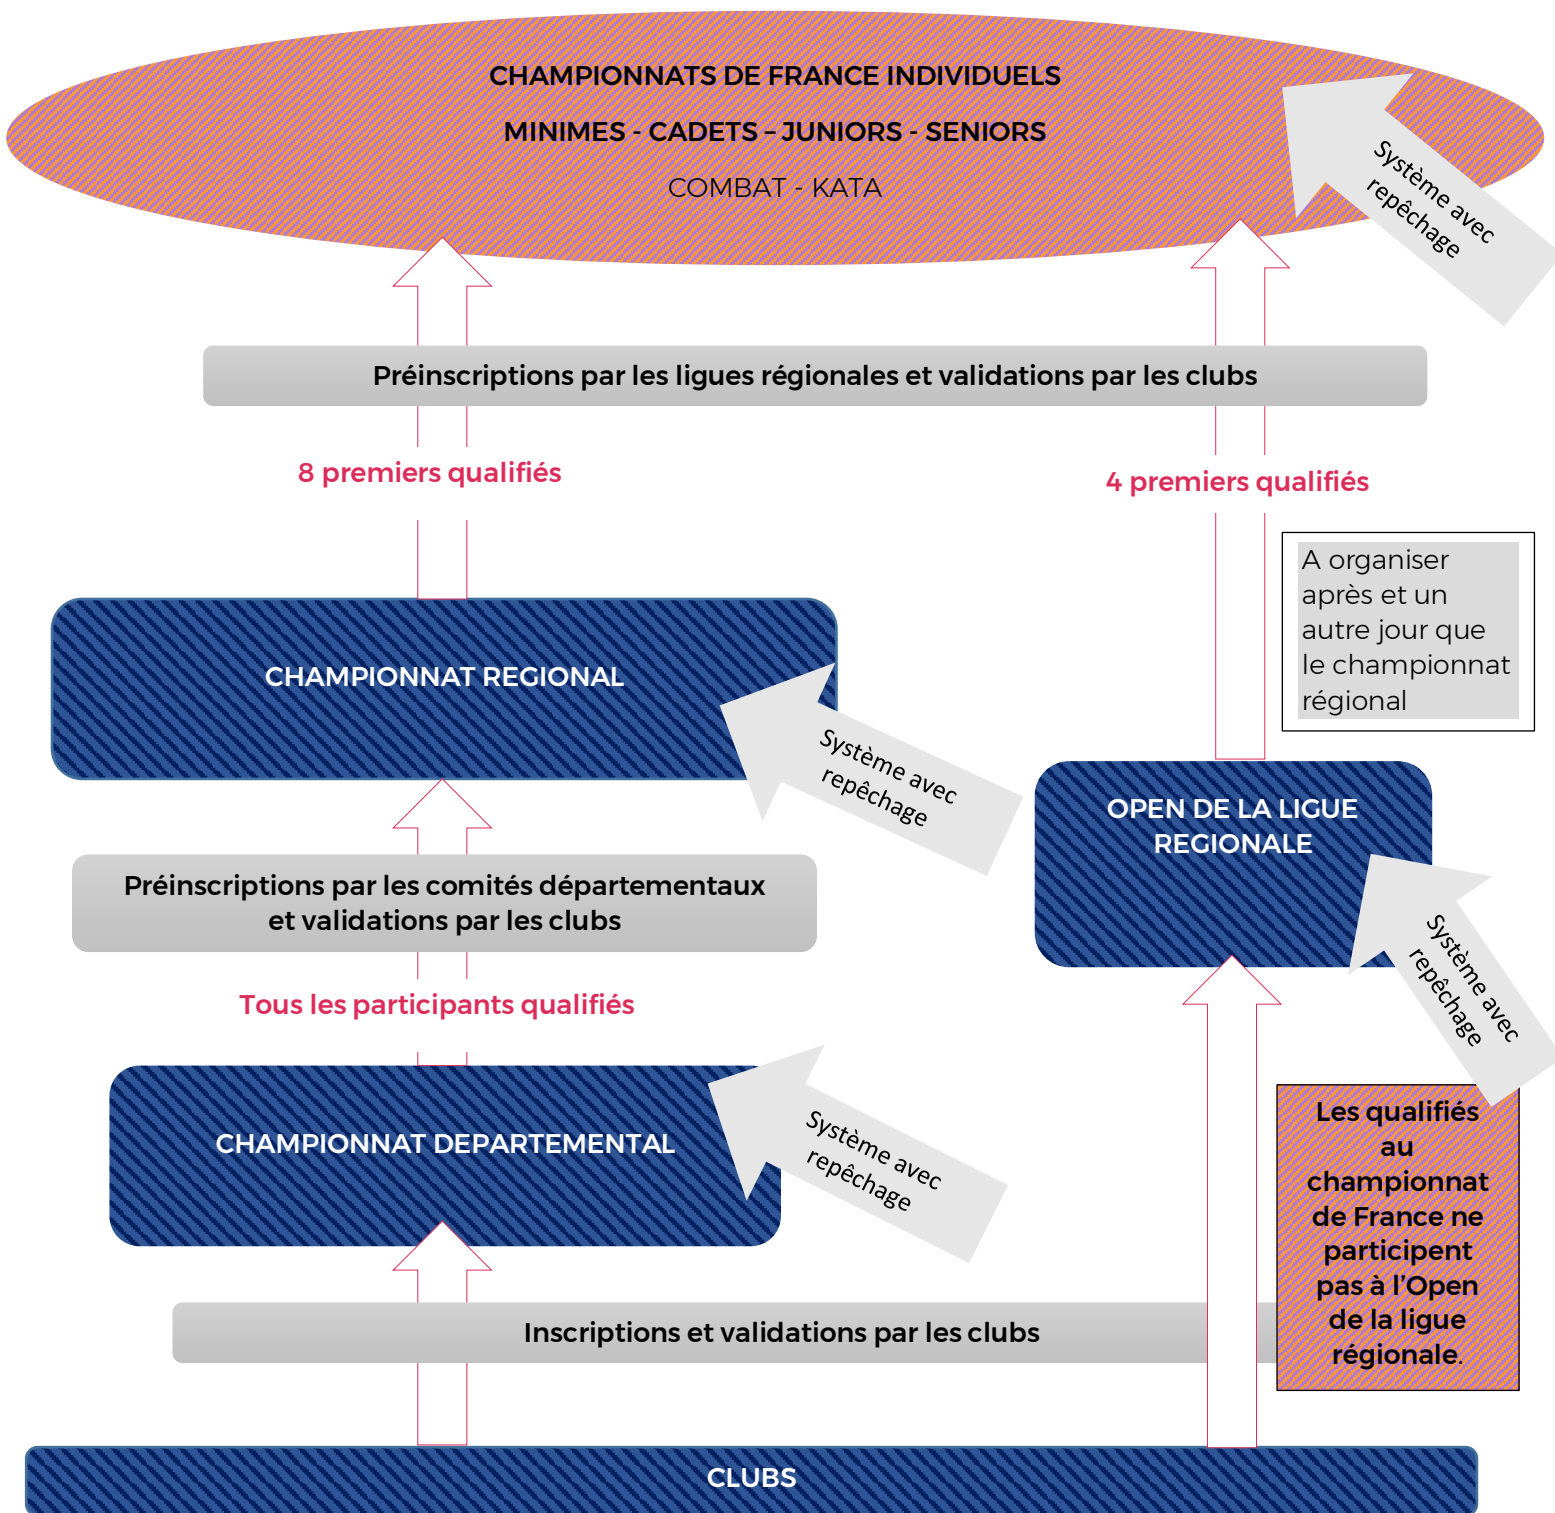 CHAMPIONNATS DE FRANCE INDIVIDUELS
MINIMES - CADETS – JUNIORS - SENIORS
COMBAT - KATA
Système avec
repêchage
Préinscriptions par les ligues régionales et validations par les clubs
8 premiers qualifiés
4 premiers qualifiés
A organiser
après et un
autre jour que
le championnat
régional
CHAMPIONNAT REGIONAL
Système avec
repêchage
OPEN DE LA LIGUE
REGIONALE
Préinscriptions par les comités départementaux
et validations par les clubs
Système avec
repêchage
Tous les participants qualifiés
CHAMPIONNAT DEPARTEMENTAL
Système avec
repêchage
Les qualifiés
au
championnat
de France ne
participent
pas à l’Open
de la ligue
régionale.
Inscriptions et validations par les clubs
CLUBS